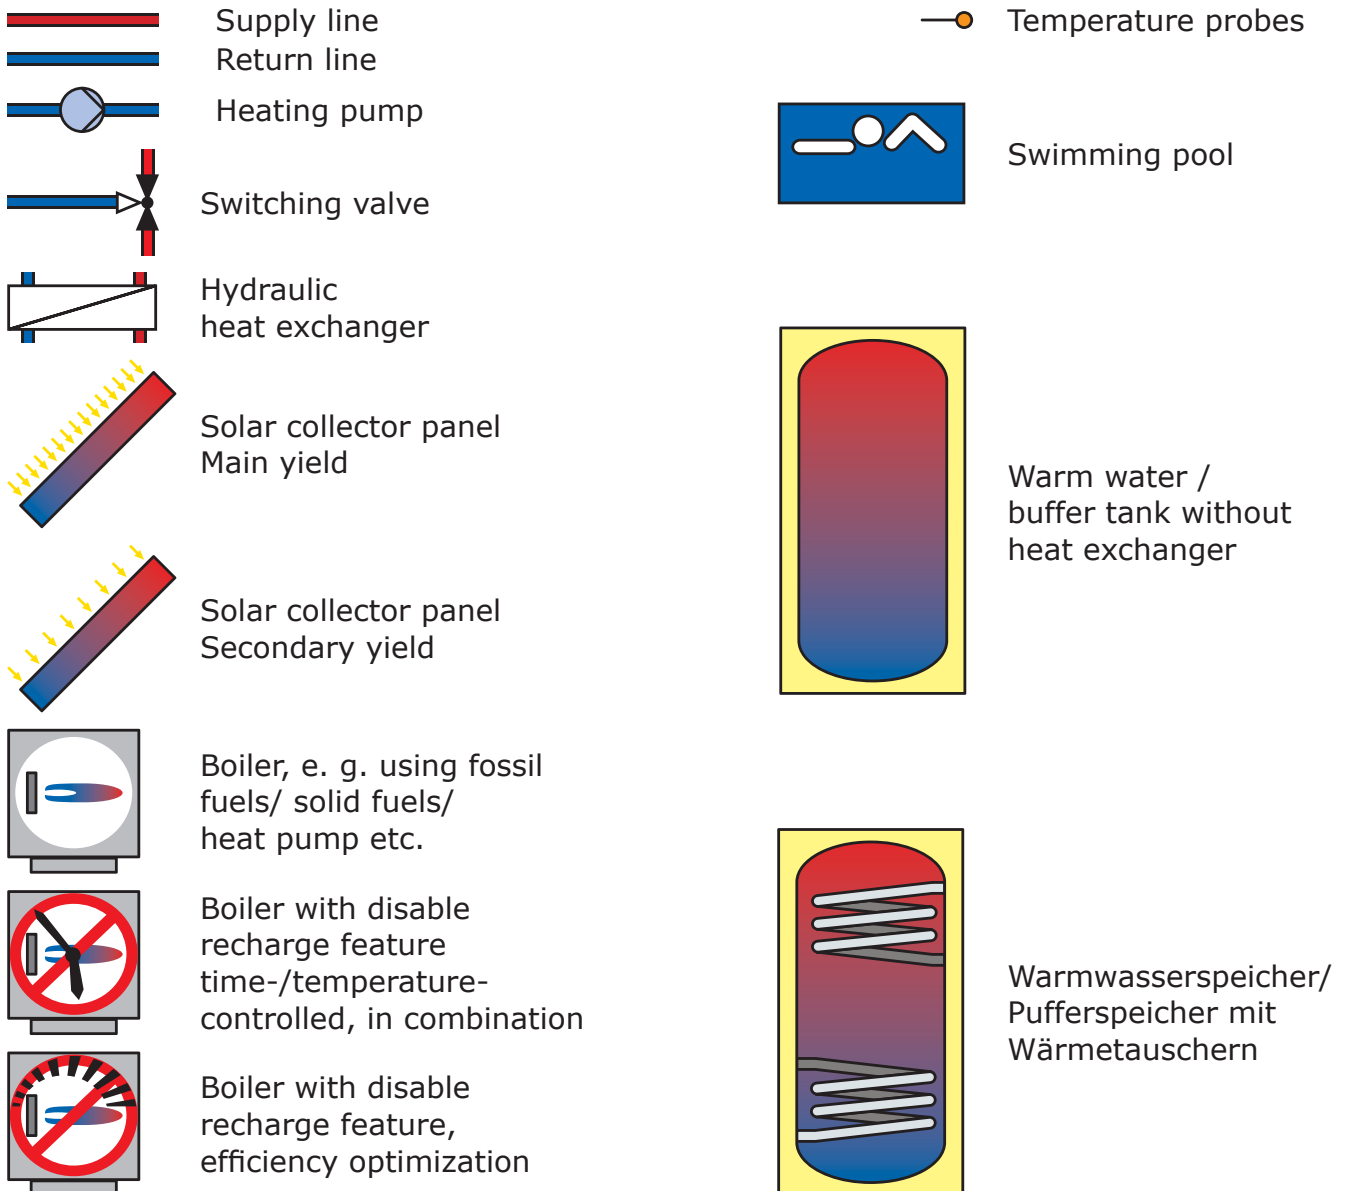 Supply line
Return line
Heating pump
Switching valve
Hydraulic
heat exchanger
Solar collector panel
Main yield
Solar collector panel
Secondary yield
Boiler, e. g. using fossil
fuels/ solid fuels/
heat pump etc.
Boiler with disable
recharge feature
time-/temperature-
controlled, in combination
Boiler with disable
recharge feature,
efficiency optimization
Temperature probes
Swimming pool
Warm water /
buffer tank without
heat exchanger
Warmwasserspeicher/
Pufferspeicher mit
Wärmetauschern